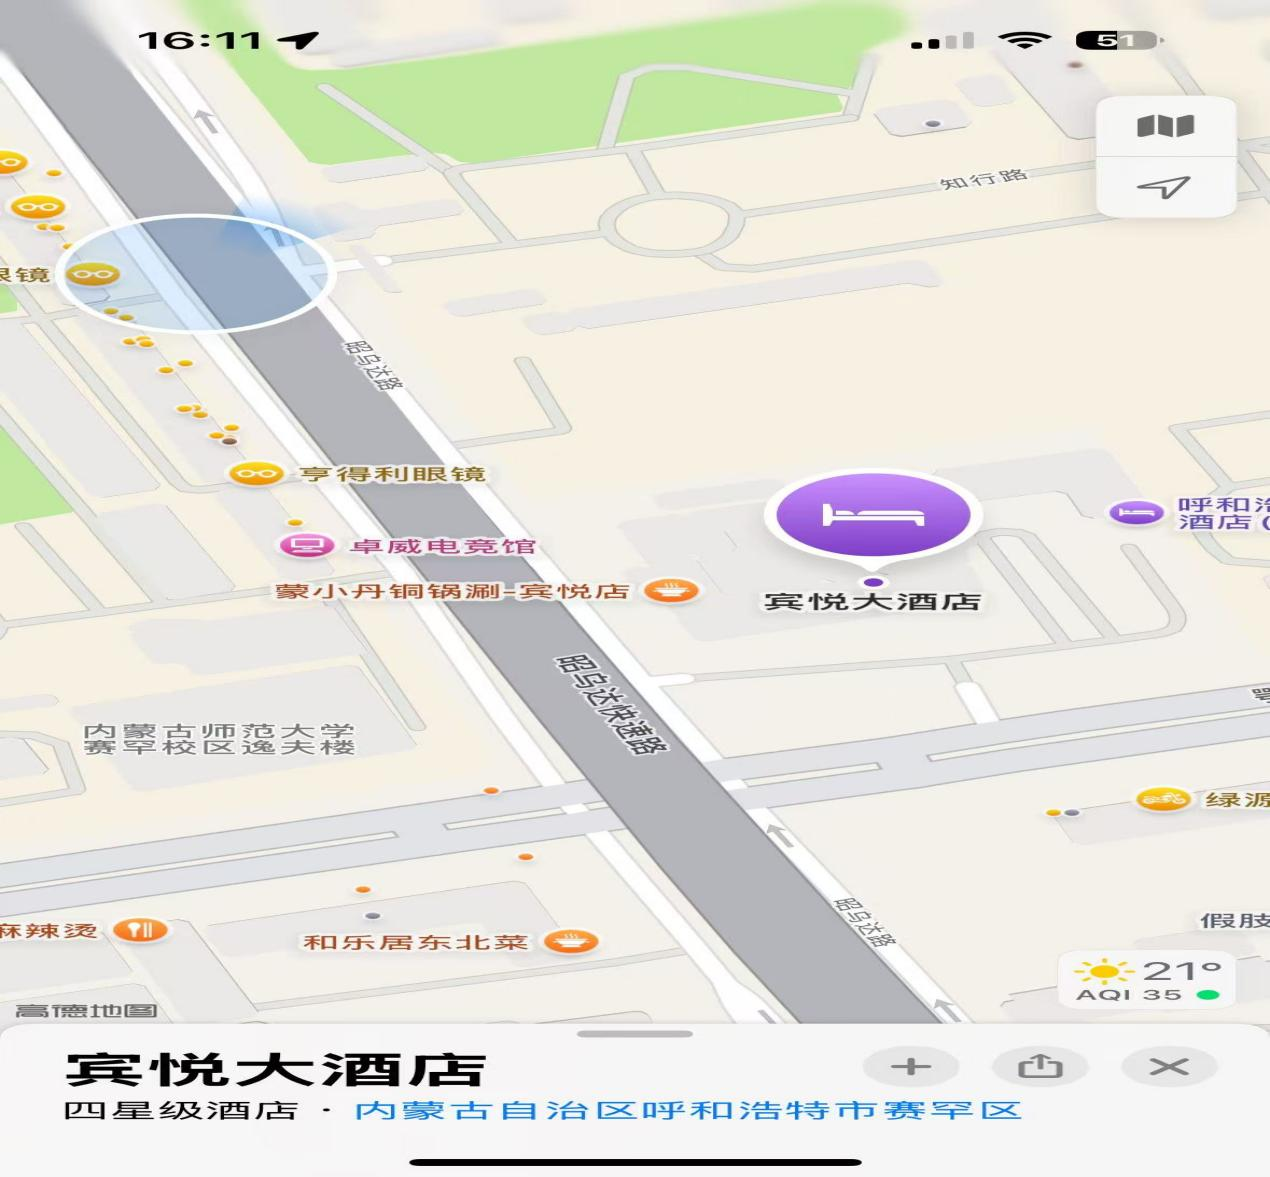 16:11
51
知行路
眼镜
昭乌达路
亨得利眼镜
呼和浩
酒店（
卓威电竞馆
蒙小丹铜锅涮-宾悦店
宾悦大酒店
昭乌达快速路
鄂
内蒙古师范大学
赛罕校区逸夫楼
绿源
昭乌达路
假肢
麻辣烫
和乐居东北菜
21°
AQI 35
高德地图
宾悦大酒店
四星级酒店 · 内蒙古自治区呼和浩特市赛罕区